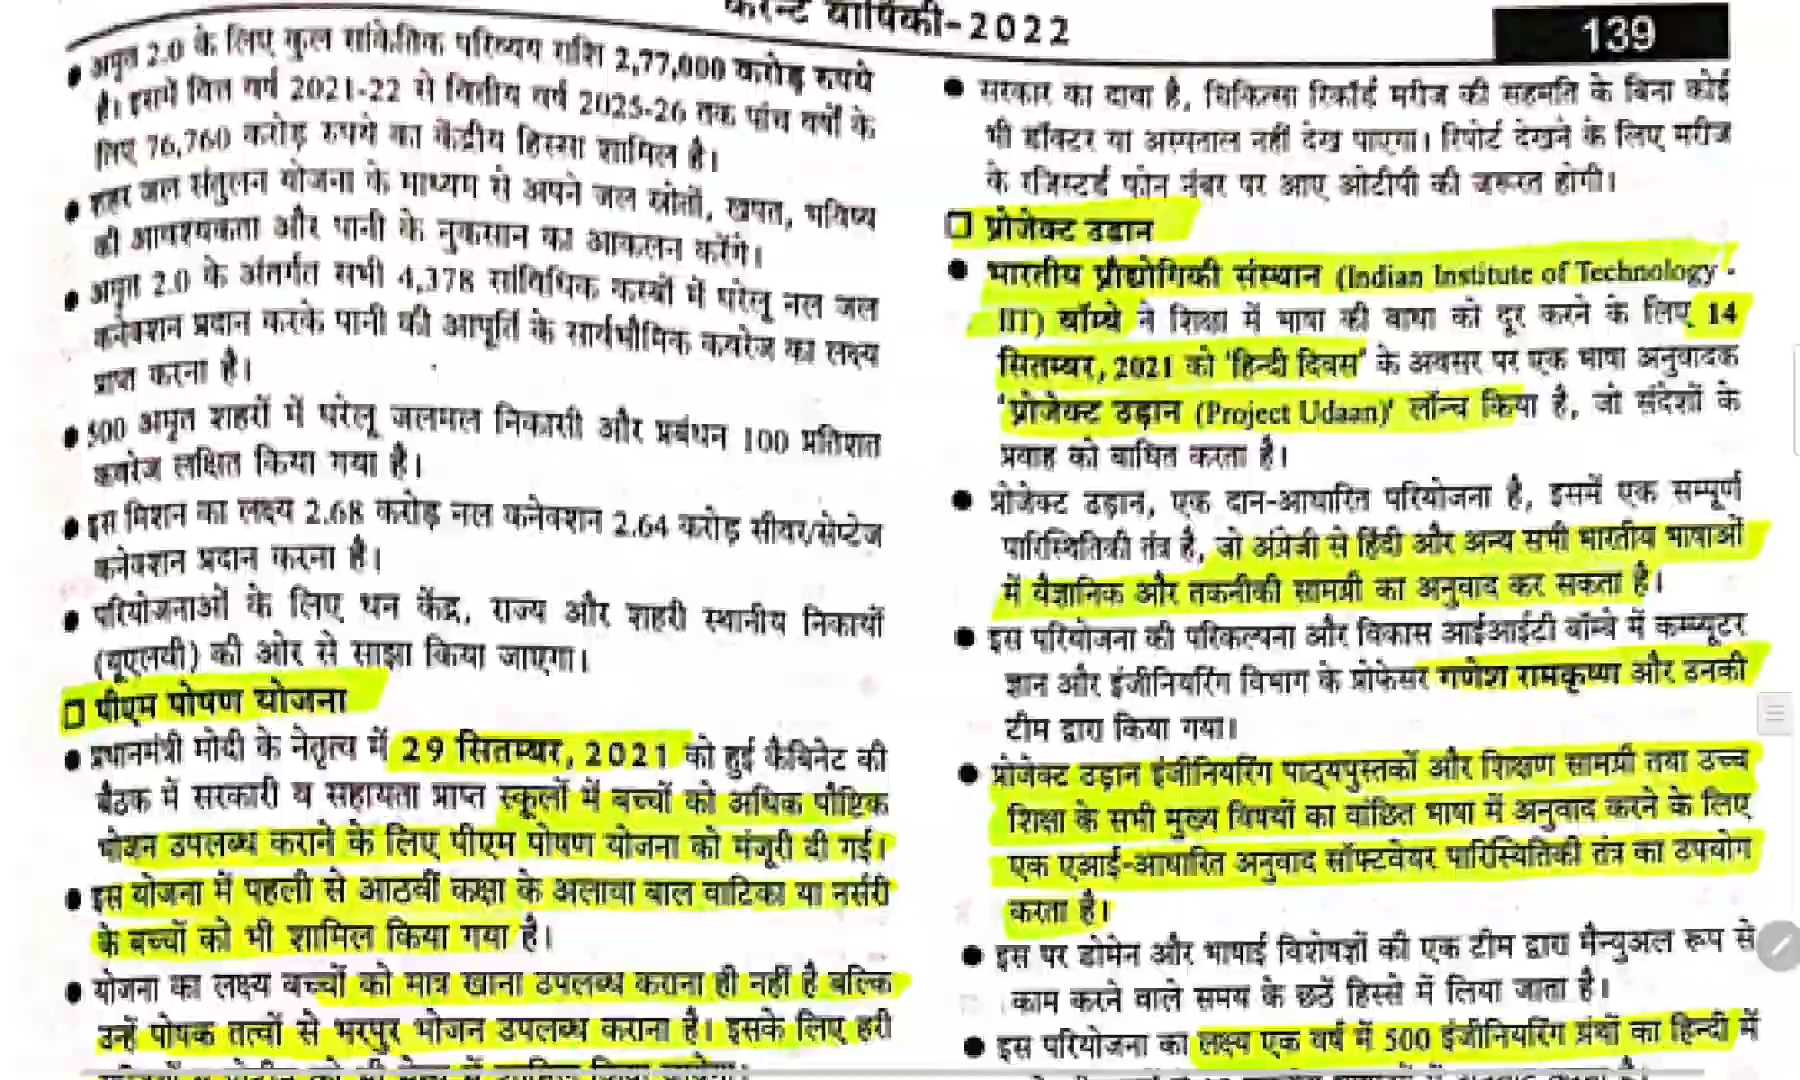 करेन्ट वार्षिकी-2022
139
● अमृत 2.0 के लिए कुल सांकेतिक परिव्यय राशि 2,77,000 करोड़ रुपये
है। इसमें वित्त वर्ष 2021-22 से वित्तीय वर्ष 2025-26 तक पांच वर्षों के
लिए 76,760 करोड़ रुपये का केंद्रीय हिस्सा शामिल है।
● शहर जल संतुलन योजना के माध्यम से अपने जल स्रोतों, खपत, भविष्य
की आवश्यकता और पानी के नुकसान का आकलन करेंगे।
● अमृत 2.0 के अंतर्गत सभी 4,378 सांविधिक कस्बों में घरेलू नल जल
कनेक्शन प्रदान करके पानी की आपूर्ति के सार्वभौमिक कवरेज का लक्ष्य
प्राप्त करना है।
● 500 अमृत शहरों में घरेलू जलमल निकासी और प्रबंधन 100 प्रतिशत
कवरेज लक्षित किया गया है।
● इस मिशन का लक्ष्य 2.68 करोड़ नल कनेक्शन 2.64 करोड़ सीवर/सेप्टेज
कनेक्शन प्रदान करना है।
● परियोजनाओं के लिए धन केंद्र, राज्य और शहरी स्थानीय निकायों
(यूएलबी) की ओर से साझा किया जाएगा।
❑ पीएम पोषण योजना
● प्रधानमंत्री मोदी के नेतृत्व में 29 सितम्बर, 2021 को हुई कैबिनेट की
बैठक में सरकारी व सहायता प्राप्त स्कूलों में बच्चों को अधिक पौष्टिक
भोजन उपलब्ध कराने के लिए पीएम पोषण योजना को मंजूरी दी गई।
● इस योजना में पहली से आठवीं कक्षा के अलावा बाल वाटिका या नर्सरी
के बच्चों को भी शामिल किया गया है।
● योजना का लक्ष्य बच्चों को मात्र खाना उपलब्ध कराना ही नहीं है बल्कि
उन्हें पोषक तत्वों से भरपुर भोजन उपलब्ध कराना है। इसके लिए हरी
● सरकार का दावा है, चिकित्सा रिकॉर्ड मरीज की सहमति के बिना कोई
भी डॉक्टर या अस्पताल नहीं देख पाएगा। रिपोर्ट देखने के लिए मरीज
के रजिस्टर्ड फोन नंबर पर आए ओटीपी की जरूरत होगी।
❑ प्रोजेक्ट उडान
● भारतीय प्रौद्योगिकी संस्थान (Indian Institute of Technology -
IIT) बॉम्बे ने शिक्षा में भाषा की बाधा को दूर करने के लिए 14
सितम्बर, 2021 को 'हिन्दी दिवस' के अवसर पर एक भाषा अनुवादक
'प्रोजेक्ट उड़ान (Project Udaan)' लॉन्च किया है, जो संदेशों के
प्रवाह को बाधित करता है।
● प्रोजेक्ट उड़ान, एक दान-आधारित परियोजना है, इसमें एक सम्पूर्ण
पारिस्थितिकी तंत्र है, जो अंग्रेजी से हिंदी और अन्य सभी भारतीय भाषाओं
में वैज्ञानिक और तकनीकी सामग्री का अनुवाद कर सकता है।
● इस परियोजना की परिकल्पना और विकास आईआईटी बॉम्बे में कम्प्यूटर
ज्ञान और इंजीनियरिंग विभाग के प्रोफेसर गणेश रामकृष्ण और उनकी
टीम द्वारा किया गया।
● प्रोजेक्ट उड़ान इंजीनियरिंग पाठ्यपुस्तकों और शिक्षण सामग्री तथा उच्च
शिक्षा के सभी मुख्य विषयों का वांछित भाषा में अनुवाद करने के लिए
एक एआई-आधारित अनुवाद सॉफ्टवेयर पारिस्थितिकी तंत्र का उपयोग
करता है।
● इस पर डोमेन और भाषाई विशेषज्ञों की एक टीम द्वारा मैन्युअल रूप से
काम करने वाले समय के छठें हिस्से में लिया जाता है।
● इस परियोजना का लक्ष्य एक वर्ष में 500 इंजीनियरिंग ग्रंथों का हिन्दी में